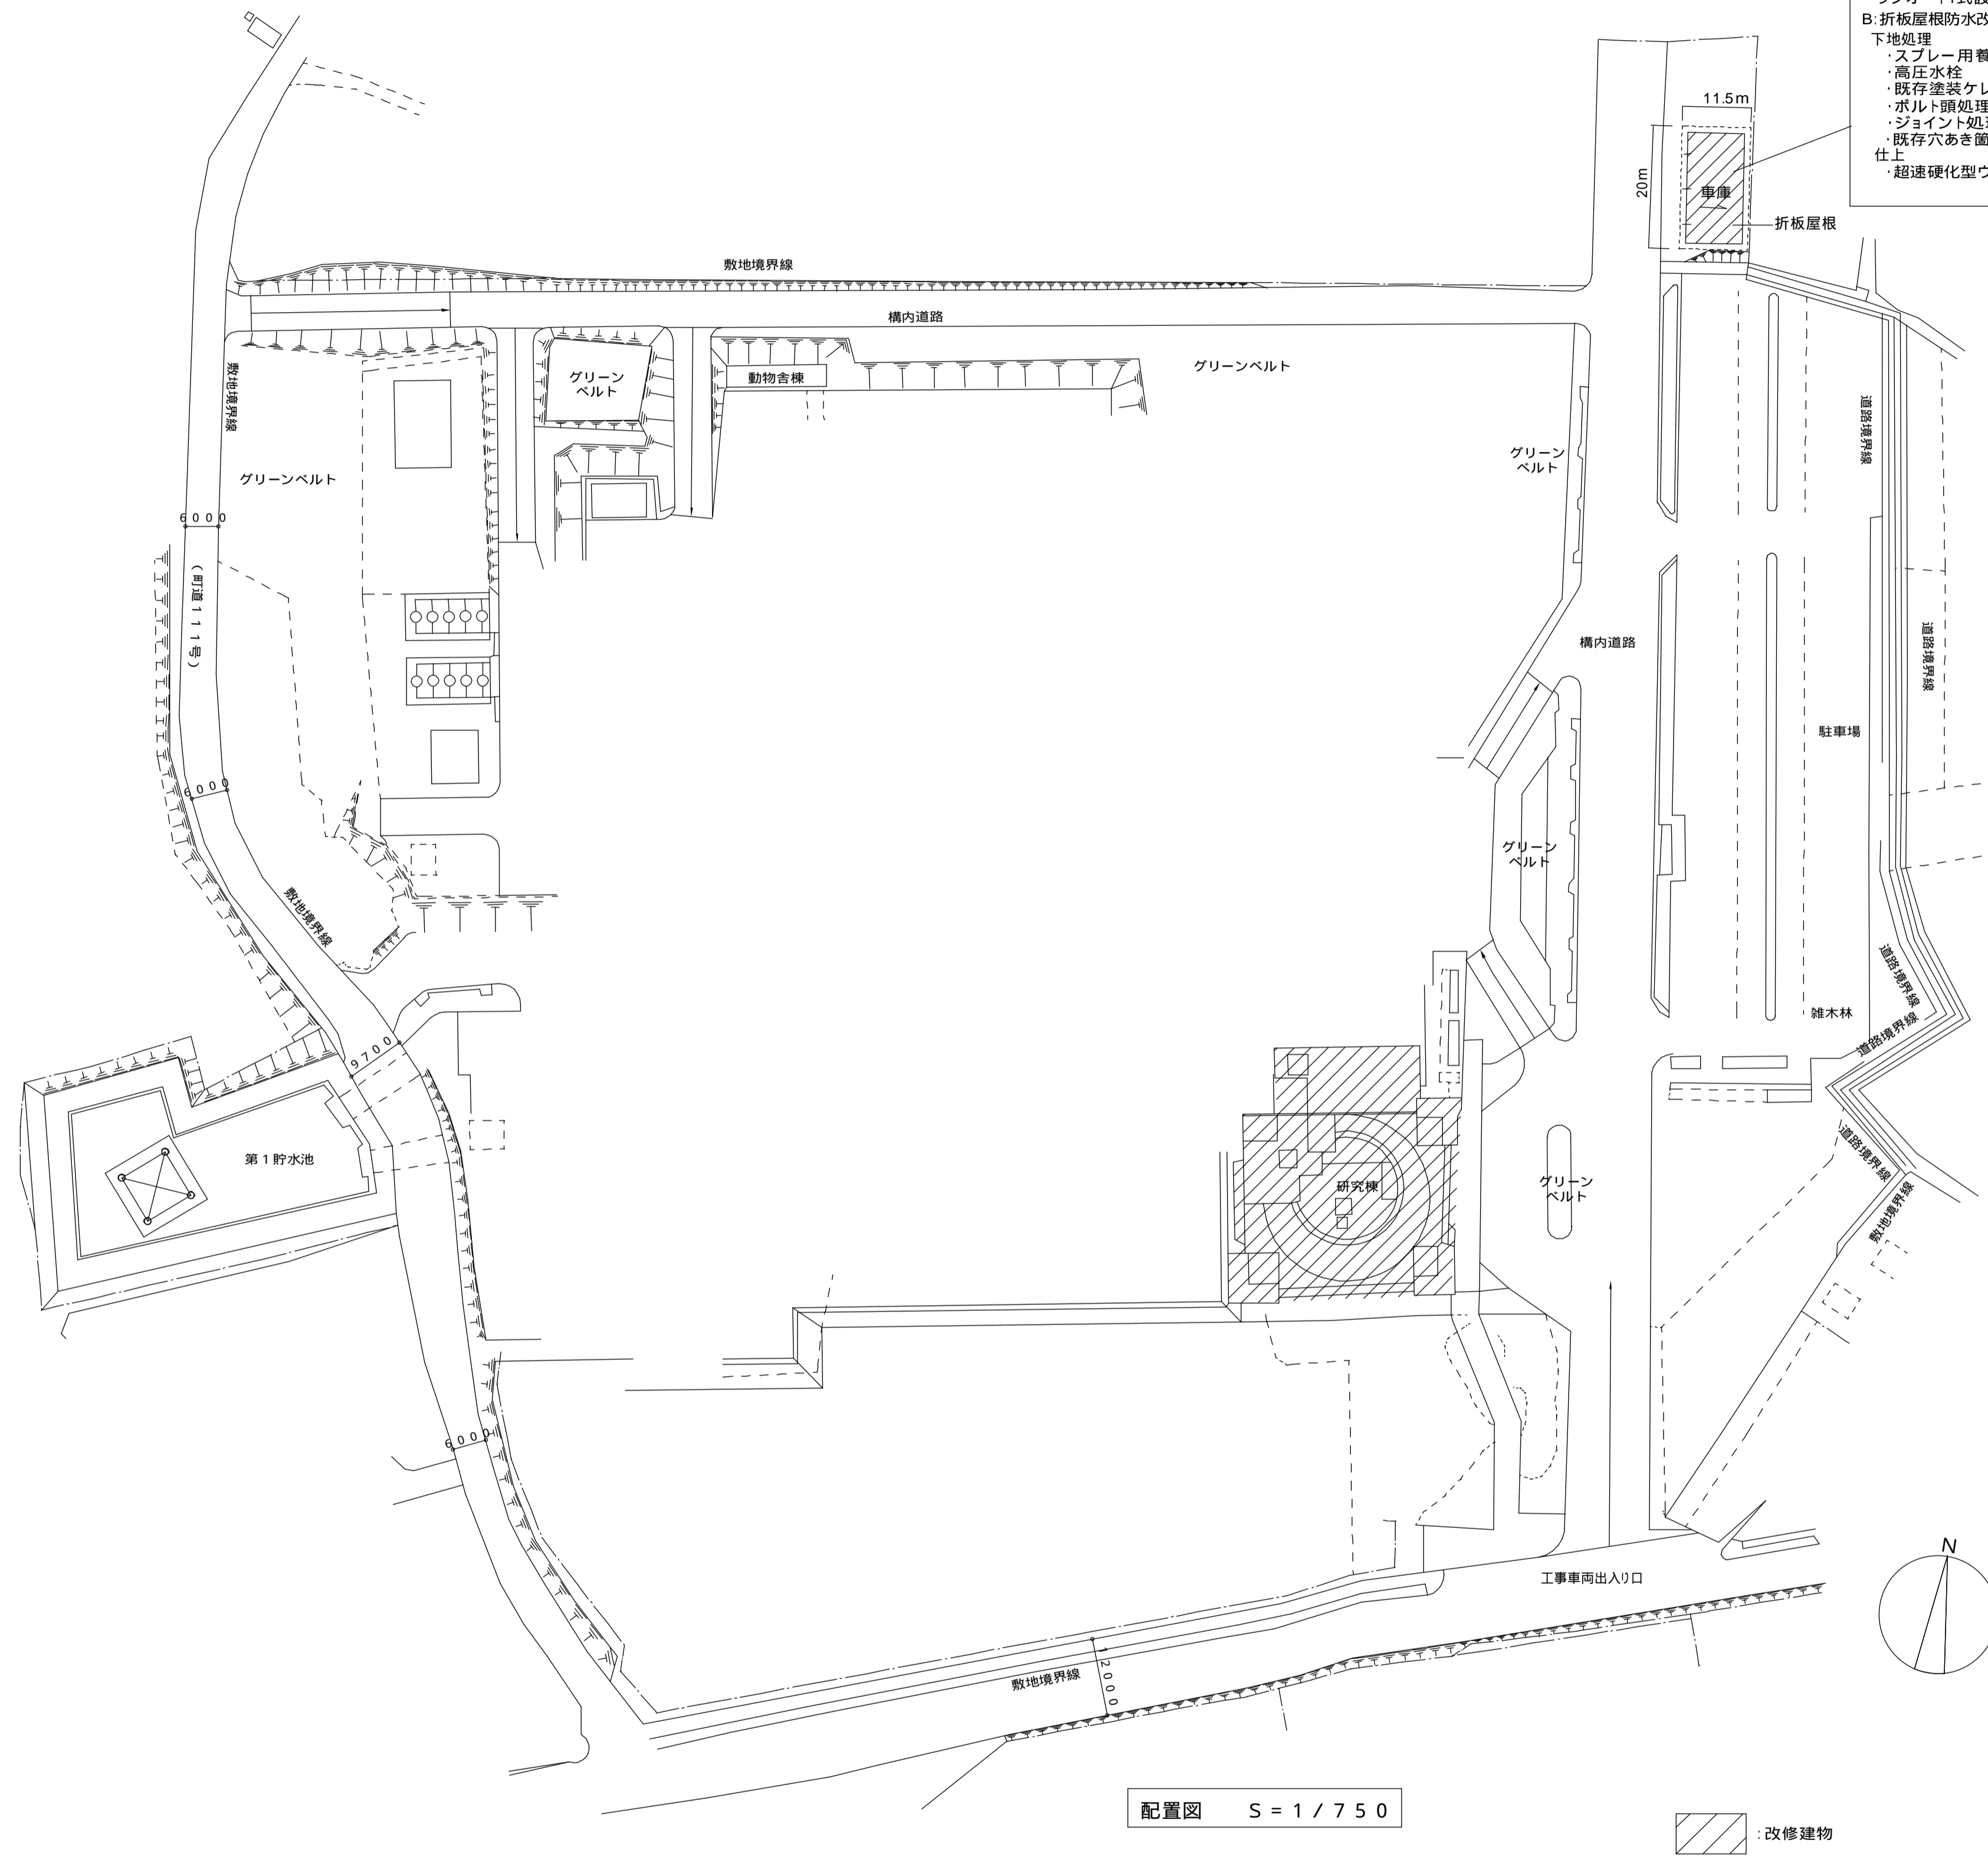 B:折板屋根防水改
下地処理
・スプレー用養
・高圧水栓
・既存塗装ケレ
・ボルト頭処理
・ジョイント処理
・既存穴あき箇
仕上
・超速硬化型ウ
11.5m
20m
車庫
折板屋根
敷地境界線
構内道路
敷地境界線
グリーン
ベルト
動物舎棟
グリーンベルト
道路境界線
グリーンベルト
グリーン
ベルト
6000
(町道111号)
構内道路
道路境界線
駐車場
6000
グリーン
ベルト
敷地境界線
道路境界線
雑木林
道路境界線
9700
第1貯水池
道路境界線
研究棟
グリーン
ベルト
敷地境界線
6000
N
工事車両出入り口
敷地境界線
12000
配置図 S=1/750
:改修建物